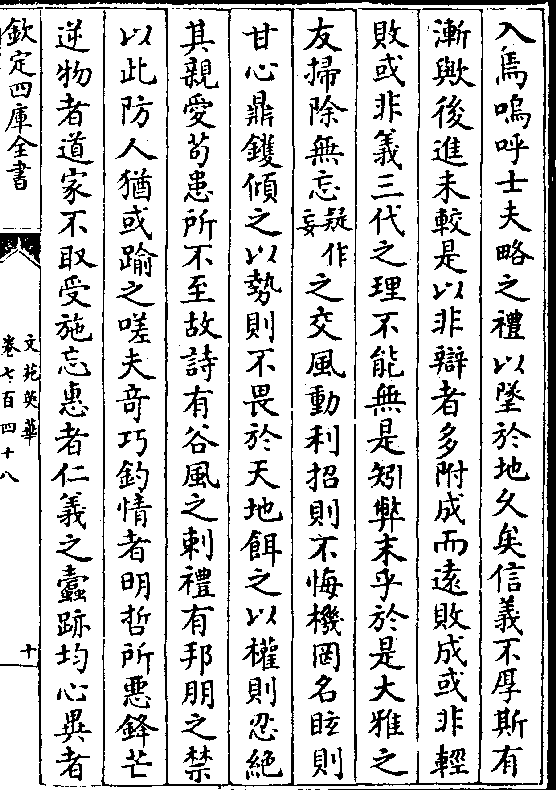 入焉嗚呼士夫略之禮以墜於地久矣信義不厚斯有
漸歟後進未較是以非辯者多附成而遠敗成或非輕
敗或非義三代之理不能無是矧弊末乎於是大雅之
友掃除無忘疑作妄之交風動利招則不悔機罔名眩則
甘心鼎鑊傾之以勢則不畏於天地餌之以權則忍絕
其親愛苟患所不至故詩有谷風之刺禮有邦朋之禁
以此防人猶或踰之嗟夫竒巧釣情者明哲所惡鋒芒
逆物者道家不取受施忘惠者仁義之蠹跡均心異者
欽定四庫全書
文苑英華
卷七百四十八
十